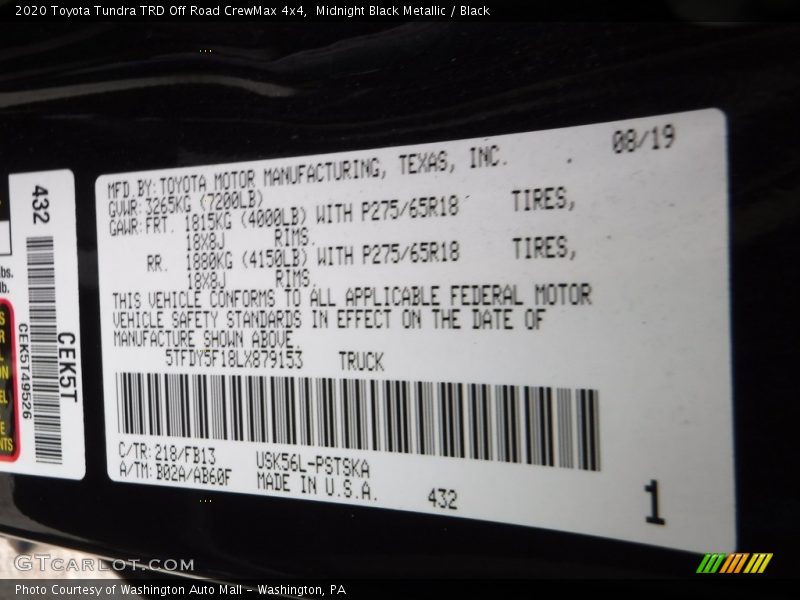 2020 Toyota Tundra TRD Off Road CrewMax 4x4,  Midnight Black Metallic / Black
08/19
MFD BY: TOYOTA MOTOR MANUFACTURING, TEXAS, INC.
GVWR: 3265KG (7200LB)
GAWR: FRT. 1815KG (4000LB) WITH P275/65R18 TIRES,
18X8J RIMS.
RR. 1880KG (4150LB) WITH P275/65R18 TIRES,
18X8J RIMS.
THIS VEHICLE CONFORMS TO ALL APPLICABLE FEDERAL MOTOR
VEHICLE SAFETY STANDARDS IN EFFECT ON THE DATE OF
MANUFACTURE SHOWN ABOVE.
5TFDY5F18LX879153 TRUCK
C/TR: 218/FB13 USK56L-PSTSKA
A/TM: B02A/AB60F MADE IN U.S.A. 432
1
432
CEK5T
CEK5T49526
lbs.
lb.
GTCARLOT.COM
Photo Courtesy of Washington Auto Mall - Washington, PA